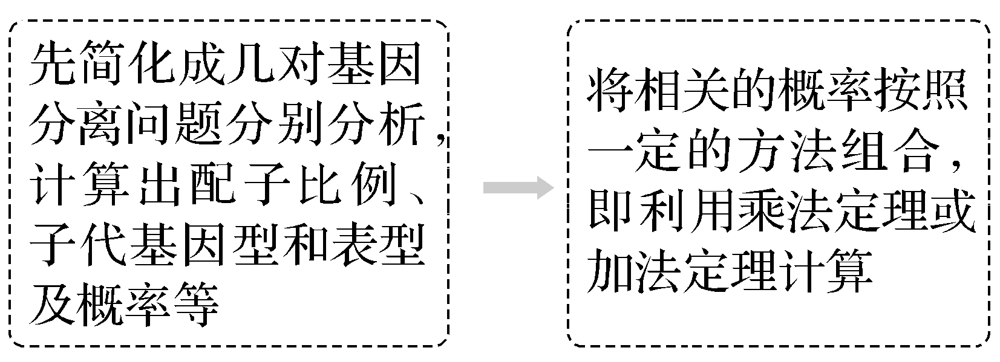 先简化成几对基因
分离问题分别分析，
计算出配子比例、
子代基因型和表型
及概率等
将相关的概率按照
一定的方法组合，
即利用乘法定理或
加法定理计算